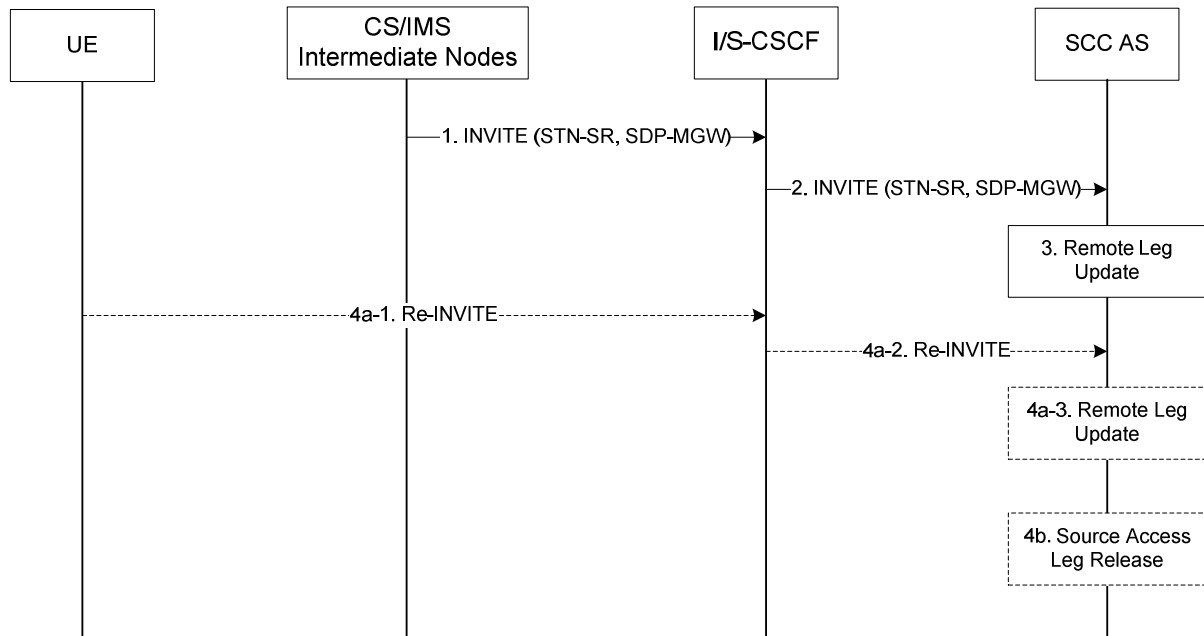 UE
CS/IMS
Intermediate Nodes
I/S-CSCF
SCC AS
1. INVITE (STN-SR, SDP-MGW)
2. INVITE (STN-SR, SDP-MGW)
3. Remote Leg
Update
4a-1. Re-INVITE
4a-2. Re-INVITE
4a-3. Remote Leg
Update
4b. Source Access
Leg Release